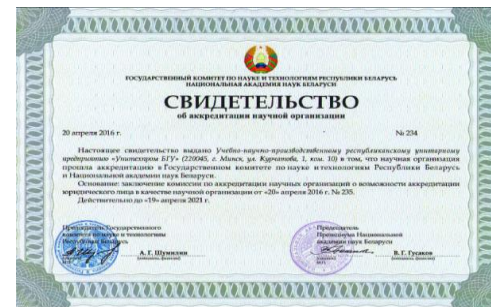 ГОСУДАРСТВЕННЫЙ КОМИТЕТ ПО НАУКЕ И ТЕХНОЛОГИЯМ РЕСПУБЛИКИ БЕЛАРУСЬ
НАЦИОНАЛЬНАЯ АКАДЕМИЯ НАУК БЕЛАРУСИ
СВИДЕТЕЛЬСТВО
об аккредитации научной организации
20 апреля 2016 г. № 234
Настоящее свидетельство выдано Учебно-научно-производственному республиканскому унитарному
предприятию «Унитехпром БГУ» (220045, г. Минск, ул. Курчатова, 1, ком. 10) в том, что научная организация
прошла аккредитацию в Государственном комитете по науке и технологиям Республики Беларусь
и Национальной академии наук Беларуси.
Основание: заключение комиссии по аккредитации научных организаций о возможности аккредитации
юридического лица в качестве научной организации от «20» апреля 2016 г. № 235.
Действительно до «19» апреля 2021 г.
Председатель Государственного
комитета по науке и технологиям
Республики Беларусь
А. Г. Шумилин
Председатель
Президиума Национальной
академии наук Беларуси
В. Г. Гусаков